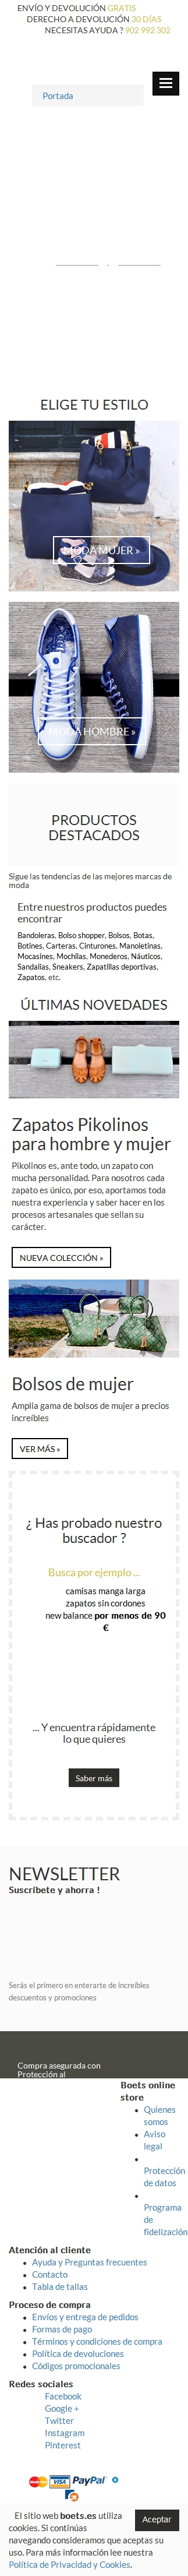 ENVÍO Y DEVOLUCIÓN GRATIS
DERECHO A DEVOLUCIÓN 30 DÍAS
NECESITAS AYUDA ? 902 992 302
Portada
ELIGE TU ESTILO
MODA MUJER »
MODA HOMBRE »
PRODUCTOS
DESTACADOS
Sigue las tendencias de las mejores marcas de
moda
Entre nuestros productos puedes
encontrar
Bandoleras, Bolso shopper, Bolsos, Botas,
Botines, Carteras, Cinturones, Manoletinas,
Mocasines, Mochilas, Monederos, Náuticos,
Sandalias, Sneakers, Zapatillas deportivas,
Zapatos, etc.
ÚLTIMAS NOVEDADES
Zapatos Pikolinos
para hombre y mujer
Pikolinos es, ante todo, un zapato con
mucha personalidad. Para nosotros cada
zapato es único, por eso, aportamos toda
nuestra experiencia y saber hacer en los
procesos artesanales que sellan su
carácter.
NUEVA COLECCIÓN »
Bolsos de mujer
Amplia gama de bolsos de mujer a precios
increíbles
VER MÁS »
¿ Has probado nuestro
buscador ?
Busca por ejemplo ...
camisas manga larga
zapatos sin cordones
new balance por menos de 90
€
... Y encuentra rápidamente
lo que quieres
Saber más
NEWSLETTER
Suscríbete y ahorra !
Serás el primero en enterarte de increíbles
descuentos y promociones
Compra asegurada con
Protección al
Boets online
store
Quienes
somos
Aviso
legal
Protección
de datos
Programa
de
fidelización
Atención al cliente
Ayuda y Preguntas frecuentes
Contacto
Tabla de tallas
Proceso de compra
Envíos y entrega de pedidos
Formas de pago
Términos y condiciones de compra
Política de devoluciones
Códigos promocionales
Redes sociales
Facebook
Google +
Twitter
Instagram
Pinterest
MasterCard VISA PayPal
El sitio web boets.es utiliza
cookies. Si continúas
navegando consideramos que aceptas su
uso. Para más información lee nuestra
Política de Privacidad y Cookies.
Aceptar